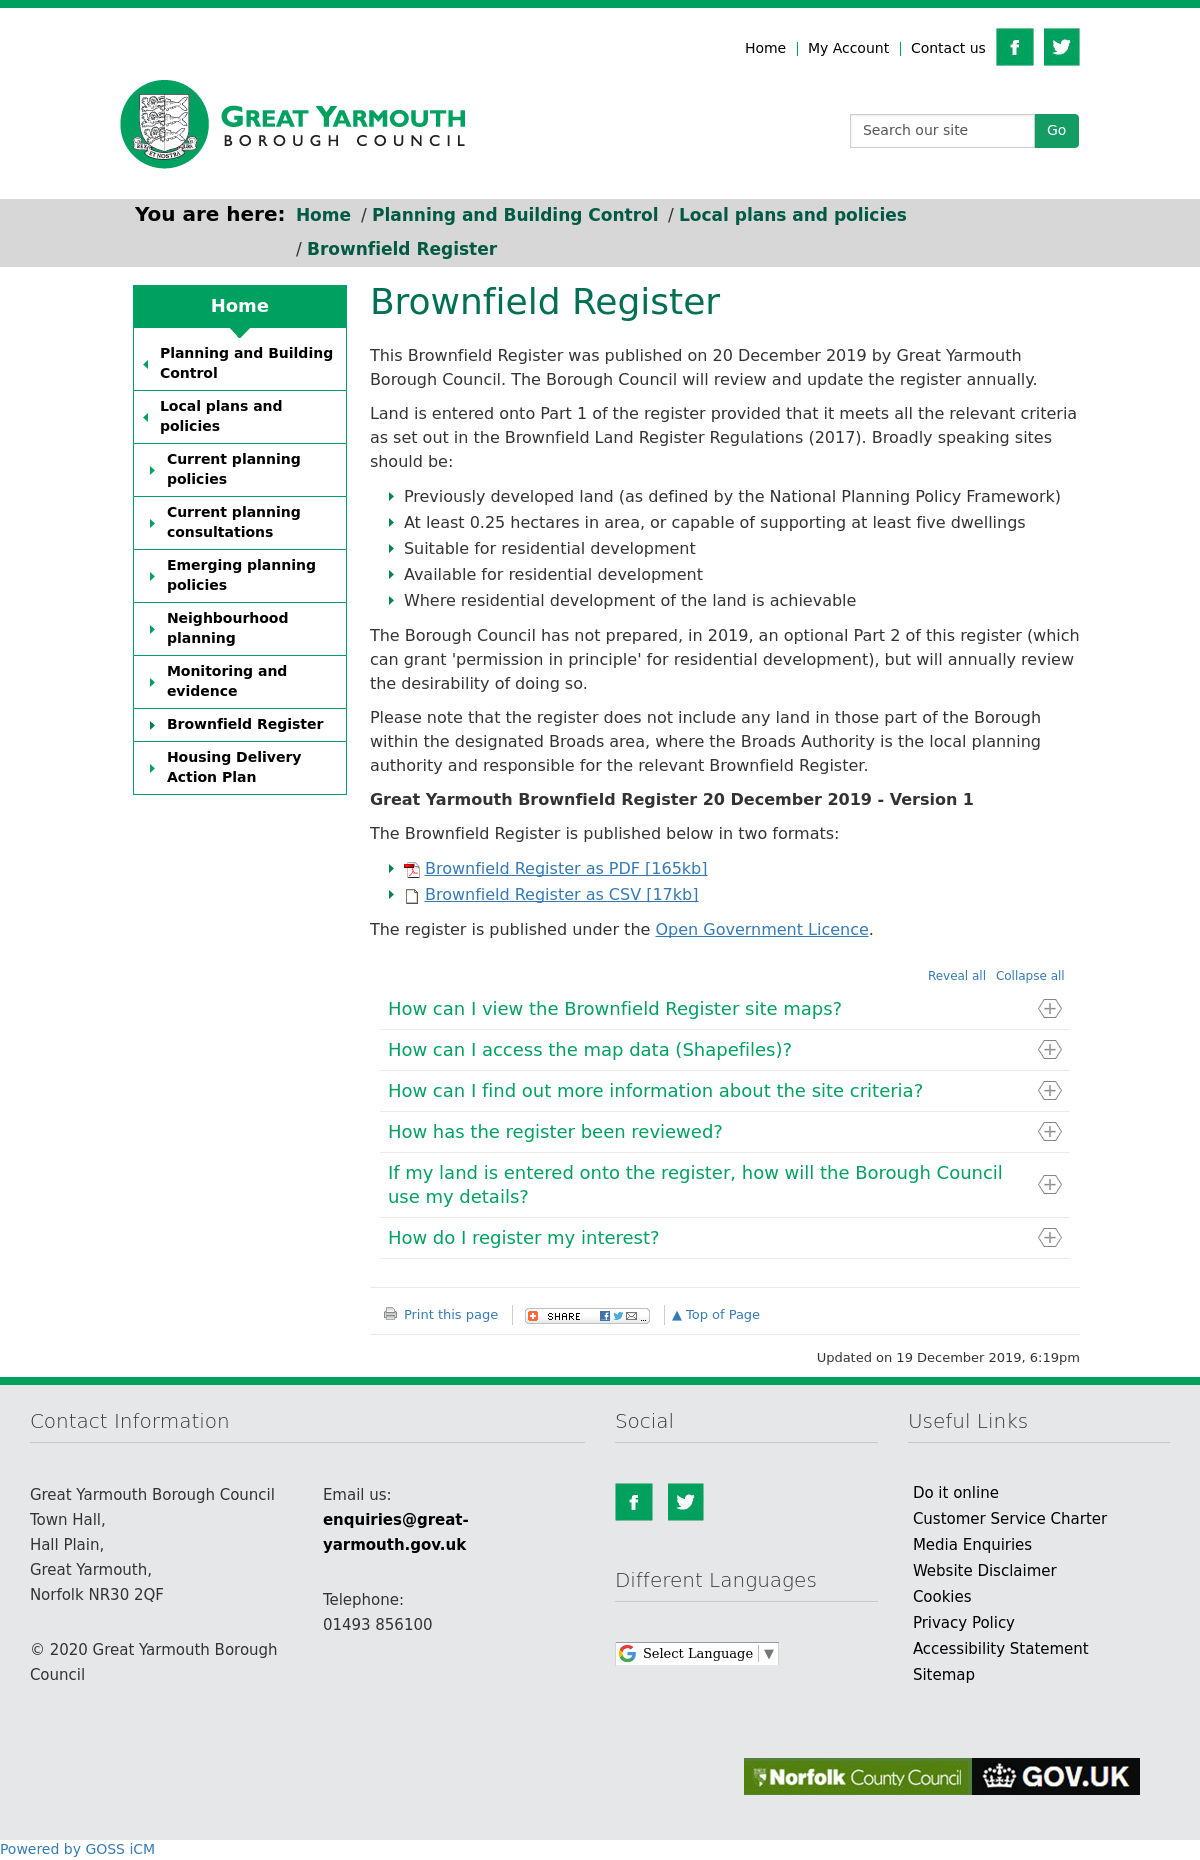 Home
My Account
Contact us
GREAT YARMOUTH
BOROUGH COUNCIL
Search our site
Go
You are here: Home / Planning and Building Control / Local plans and policies
/ Brownfield Register
Home
Planning and Building
Control
Local plans and
policies
Current planning
policies
Current planning
consultations
Emerging planning
policies
Neighbourhood
planning
Monitoring and
evidence
Brownfield Register
Housing Delivery
Action Plan
Brownfield Register
This Brownfield Register was published on 20 December 2019 by Great Yarmouth
Borough Council. The Borough Council will review and update the register annually.
Land is entered onto Part 1 of the register provided that it meets all the relevant criteria
as set out in the Brownfield Land Register Regulations (2017). Broadly speaking sites
should be:
Previously developed land (as defined by the National Planning Policy Framework)
At least 0.25 hectares in area, or capable of supporting at least five dwellings
Suitable for residential development
Available for residential development
Where residential development of the land is achievable
The Borough Council has not prepared, in 2019, an optional Part 2 of this register (which
can grant 'permission in principle' for residential development), but will annually review
the desirability of doing so.
Please note that the register does not include any land in those part of the Borough
within the designated Broads area, where the Broads Authority is the local planning
authority and responsible for the relevant Brownfield Register.
Great Yarmouth Brownfield Register 20 December 2019 - Version 1
The Brownfield Register is published below in two formats:
Brownfield Register as PDF [165kb]
Brownfield Register as CSV [17kb]
The register is published under the Open Government Licence.
Reveal all Collapse all
How can I view the Brownfield Register site maps?
How can I access the map data (Shapefiles)?
How can I find out more information about the site criteria?
How has the register been reviewed?
If my land is entered onto the register, how will the Borough Council
use my details?
How do I register my interest?
Print this page
SHARE
...
▲ Top of Page
Updated on 19 December 2019, 6:19pm
Contact Information
Great Yarmouth Borough Council
Town Hall,
Hall Plain,
Great Yarmouth,
Norfolk NR30 2QF
© 2020 Great Yarmouth Borough
Council
Email us:
enquiries@great-
yarmouth.gov.uk
Telephone:
01493 856100
Social
Different Languages
Select Language ▼
Useful Links
Do it online
Customer Service Charter
Media Enquiries
Website Disclaimer
Cookies
Privacy Policy
Accessibility Statement
Sitemap
Norfolk County Council
GOV.UK
Powered by GOSS iCM